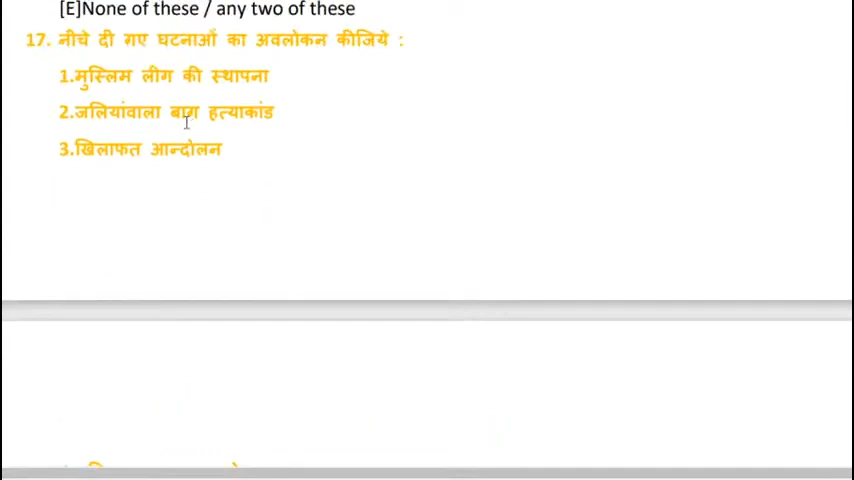 [E]None of these / any two of these
17. नीचे दी गए घटनाओं का अवलोकन कीजिये :
1.मुस्लिम लीग की स्थापना
2.जलियांवाला बाग हत्याकांड
3.खिलाफत आन्दोलन